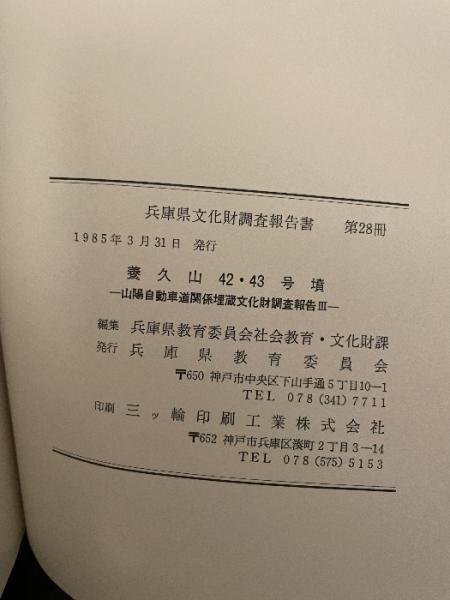 兵庫県文化財調査報告書 第28冊
1985年3月31日 発行
養久山 42・43 号墳
―山陽自動車道関係埋蔵文化財調査報告Ⅲ―
編集 兵庫県教育委員会社会教育・文化財課
発行 兵庫県教育委員会
〒650 神戸市中央区下山手通5丁目10―1
TEL 078(341)7711
印刷 三ッ輪印刷工業株式会社
〒652 神戸市兵庫区湊町2丁目3―14
TEL 078(575)5153